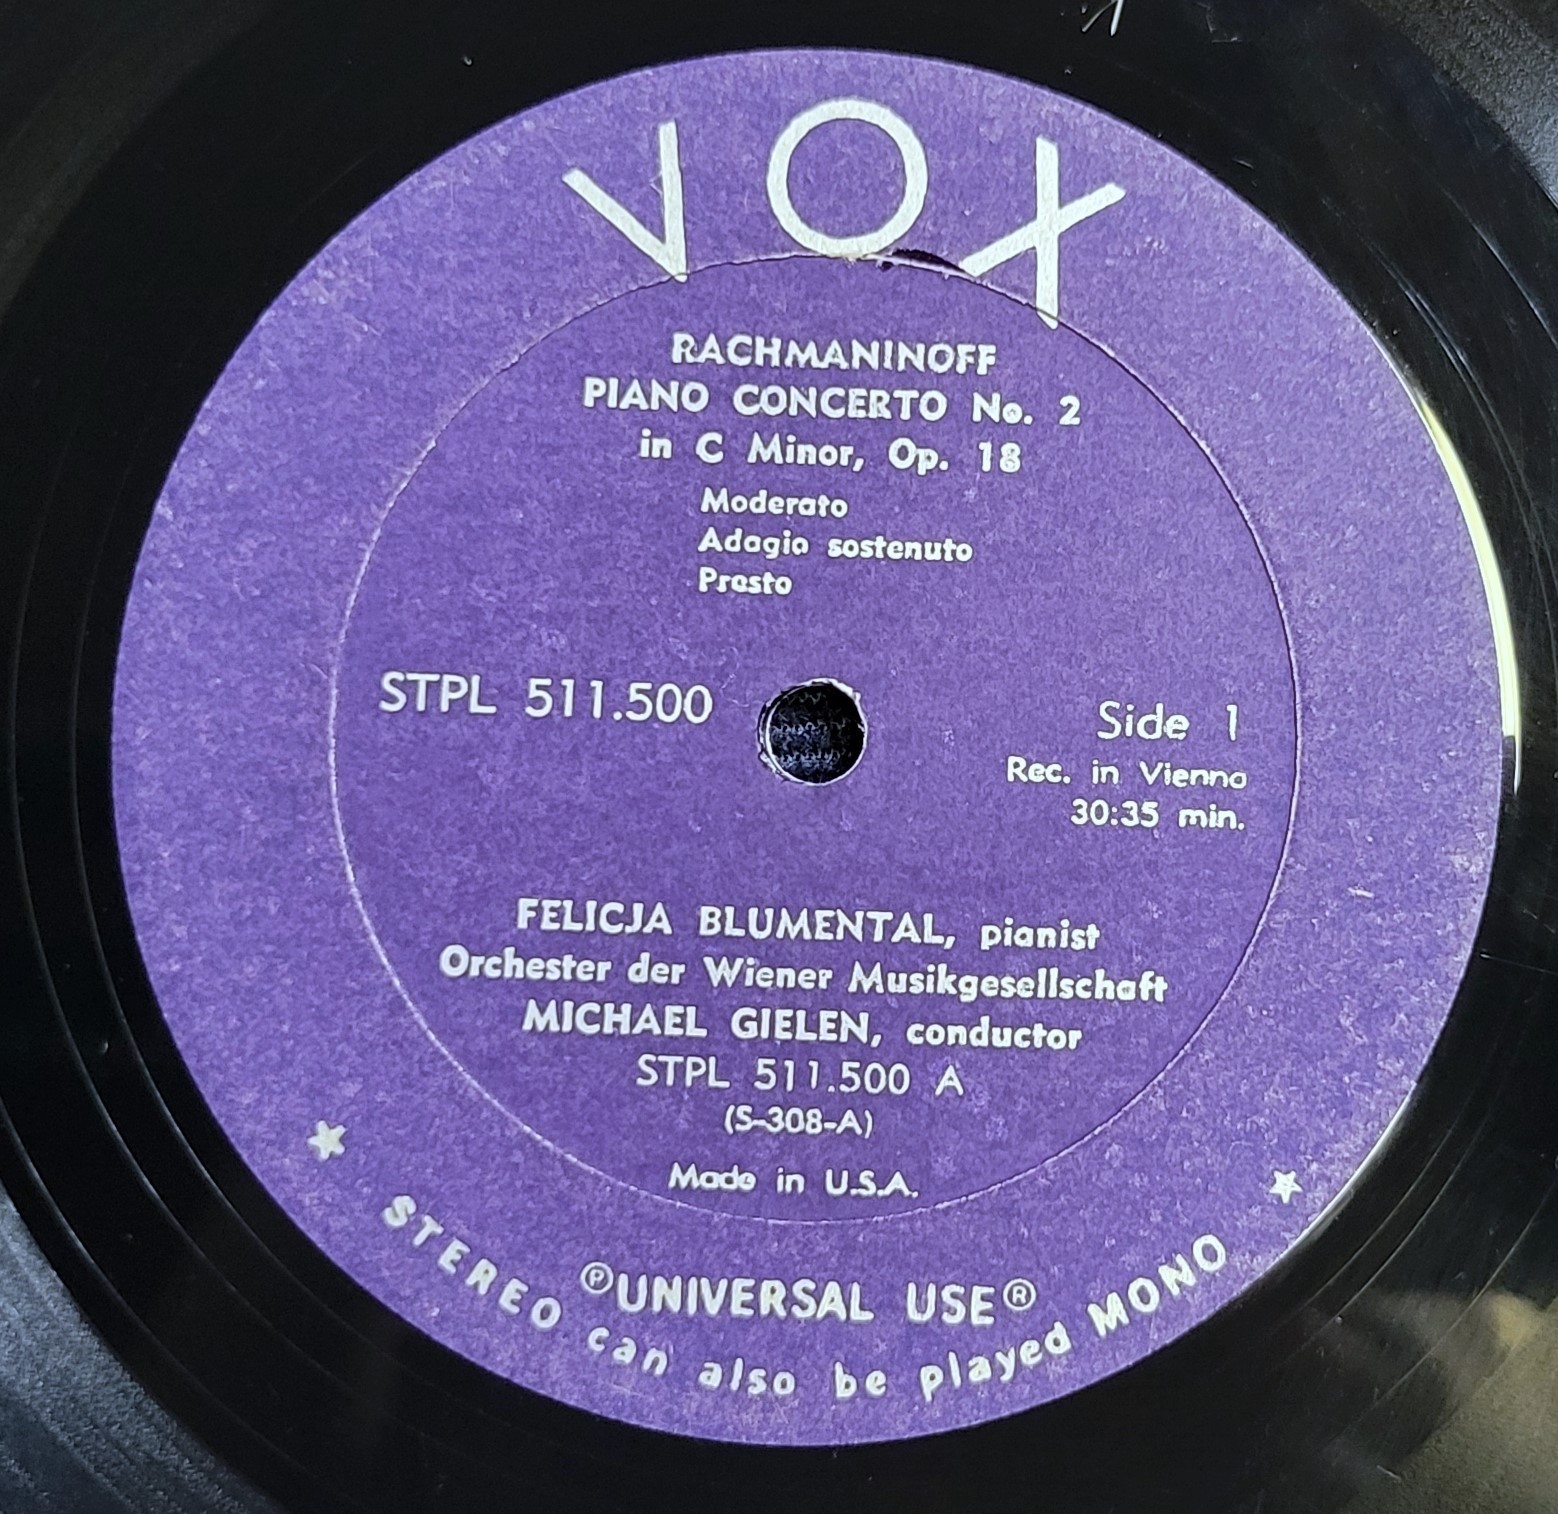 VOX
RACHMANINOFF
PIANO CONCERTO No. 2
in C Minor, Op. 18
Moderato
Adagio sostenuto
Presto
STPL 511.500
Side 1
Rec. in Vienna
30:35 min.
FELICJA BLUMENTAL, pianist
Orchester der Wiener Musikgesellschaft
MICHAEL GIELEN, conductor
STPL 511.500 A
(S-308-A)
Made in U.S.A.
℗UNIVERSAL USE®
★ STEREO can also be played MONO ★